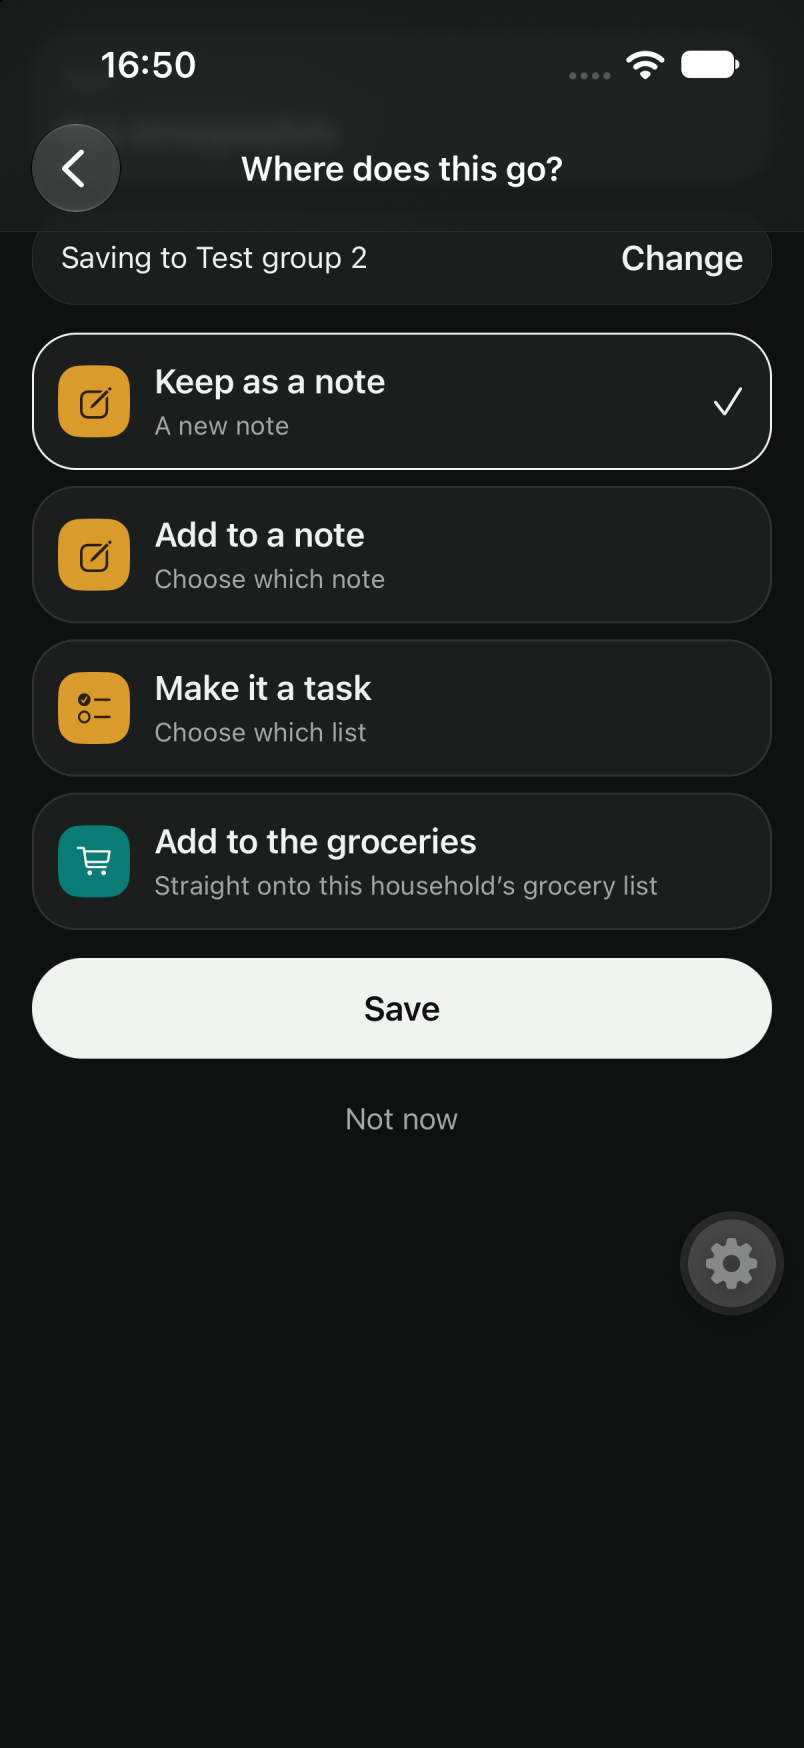 16:50
Where does this go?
Saving to Test group 2
Change
Keep as a note
A new note
Add to a note
Choose which note
Make it a task
Choose which list
Add to the groceries
Straight onto this household’s grocery list
Save
Not now